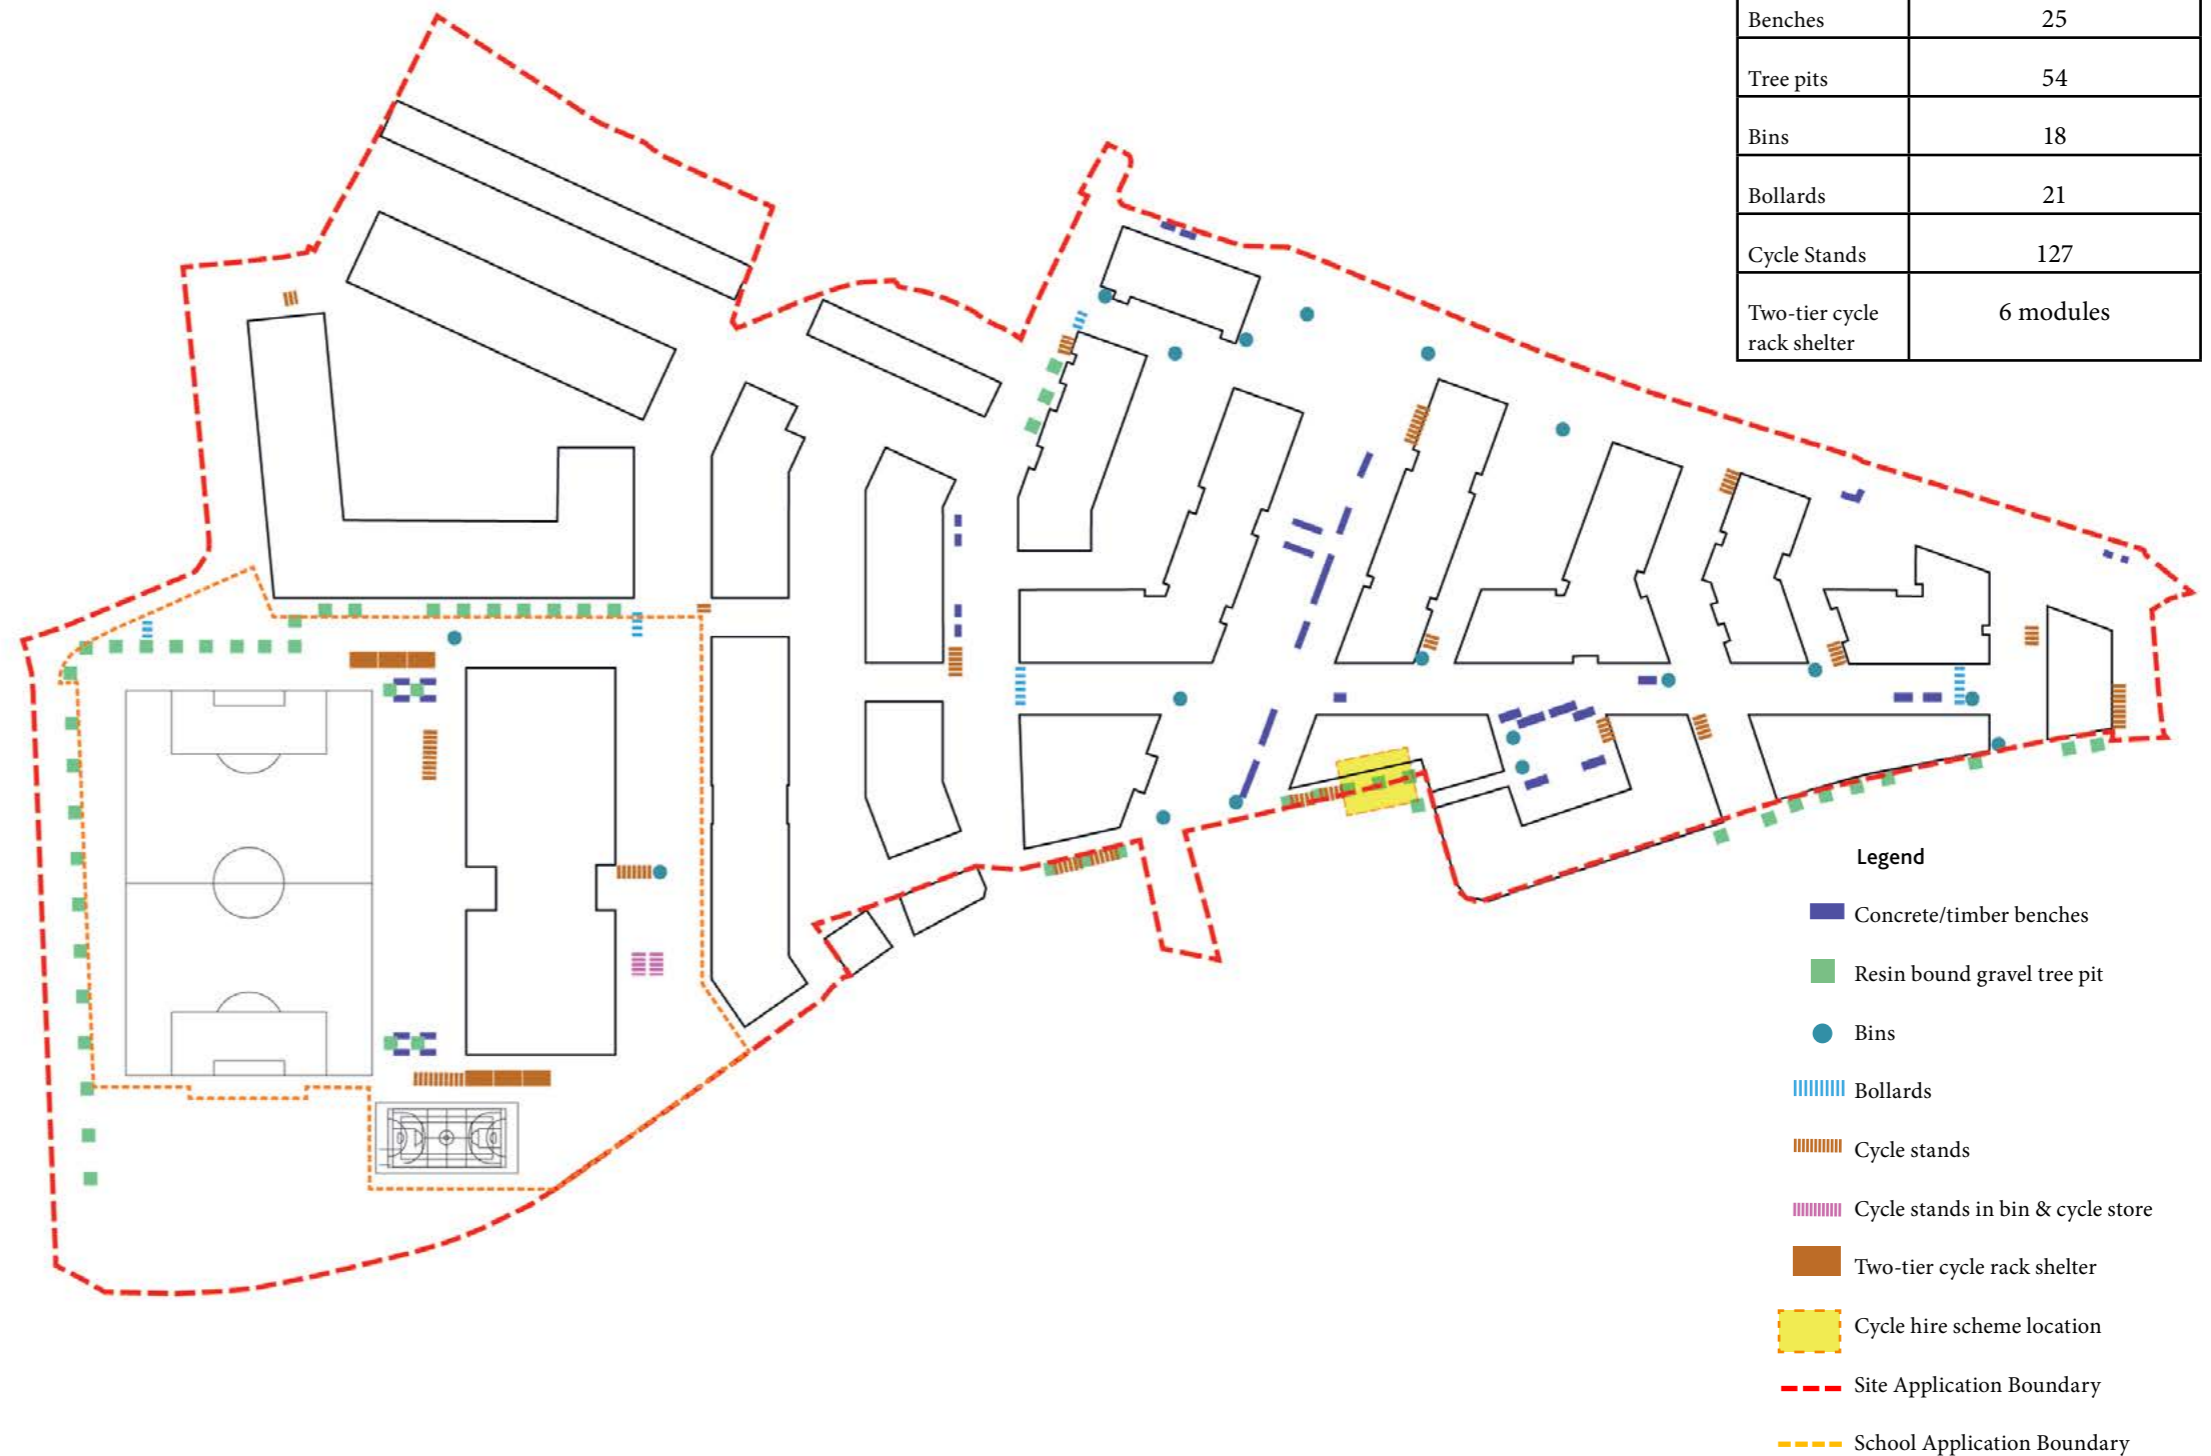 Benches 25
Tree pits 54
Bins 18
Bollards 21
Cycle Stands 127
Two-tier cycle 6 modules
rack shelter
Legend
Concrete/timber benches
Resin bound gravel tree pit
Bins
Bollards
Cycle stands
Cycle stands in bin & cycle store
Two-tier cycle rack shelter
Cycle hire scheme location
Site Application Boundary
School Application Boundary